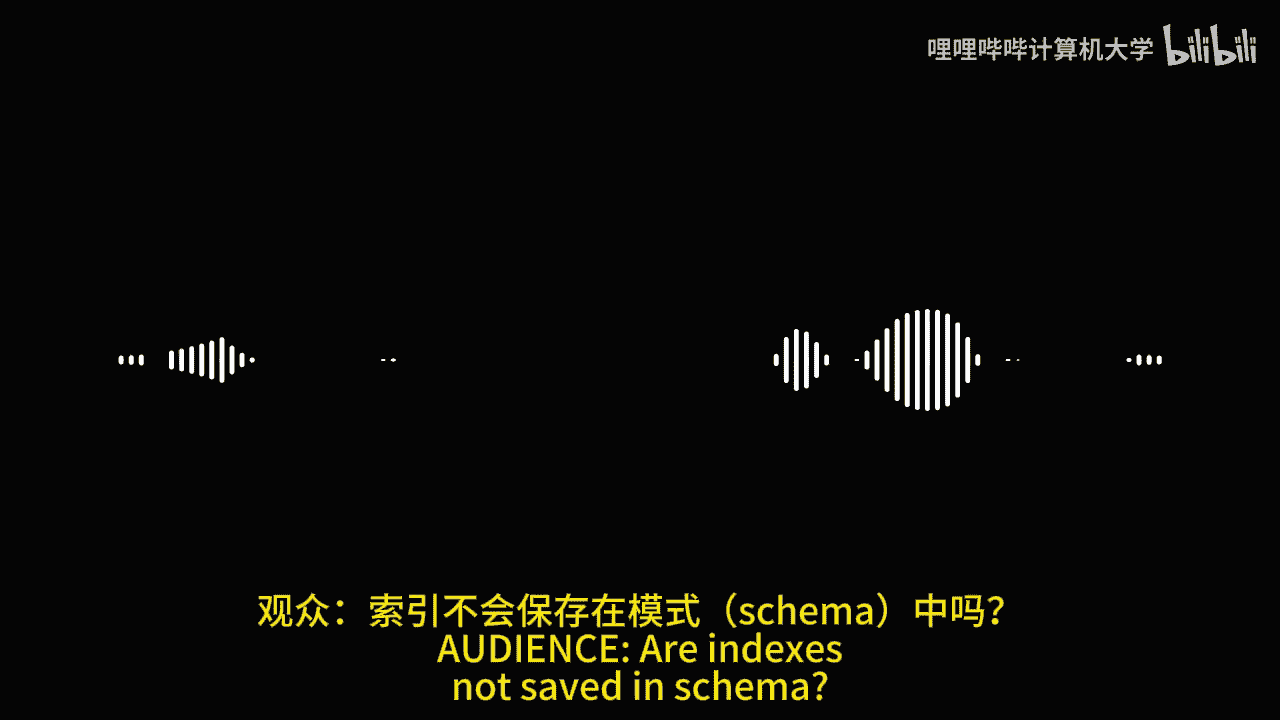 哩哩哔哔计算机大学 bilibili
观众：索引不会保存在模式（schema）中吗？
AUDIENCE: Are indexes
not saved in schema?